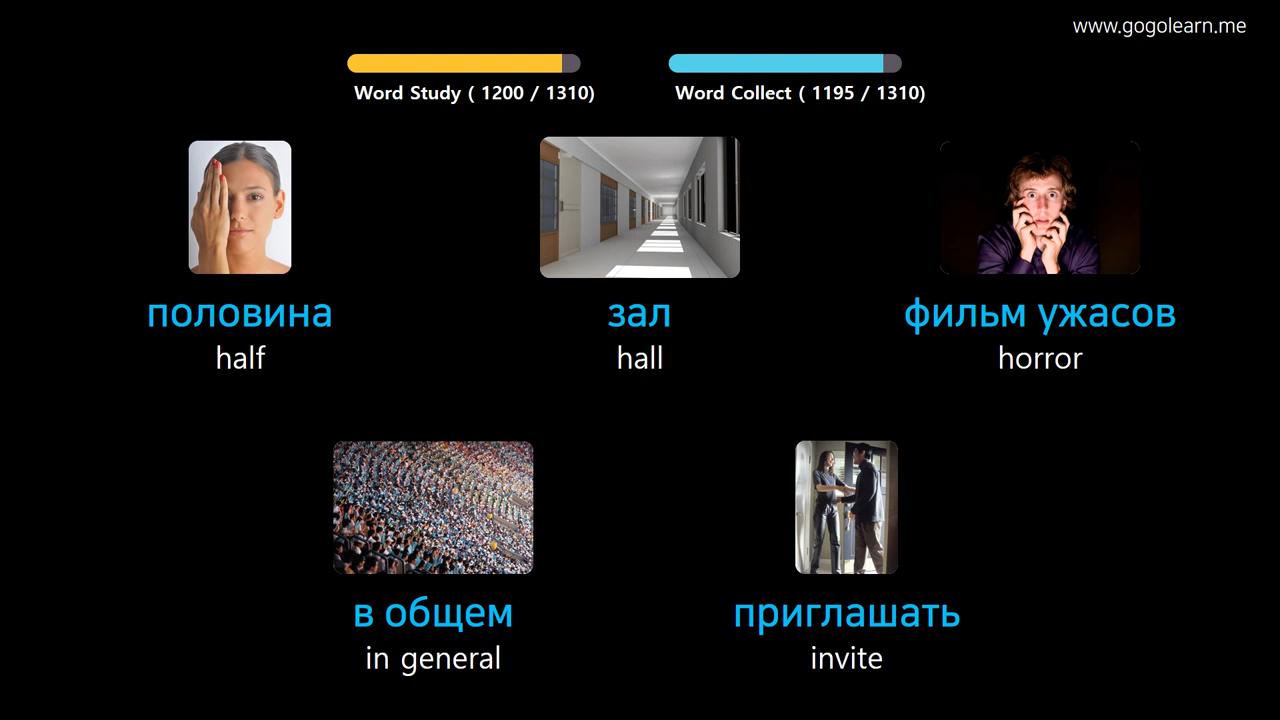 www.gogolearn.me
Word Study ( 1200 / 1310)
Word Collect ( 1195 / 1310)
половина
half
зал
hall
фильм ужасов
horror
в общем
in general
приглашать
invite